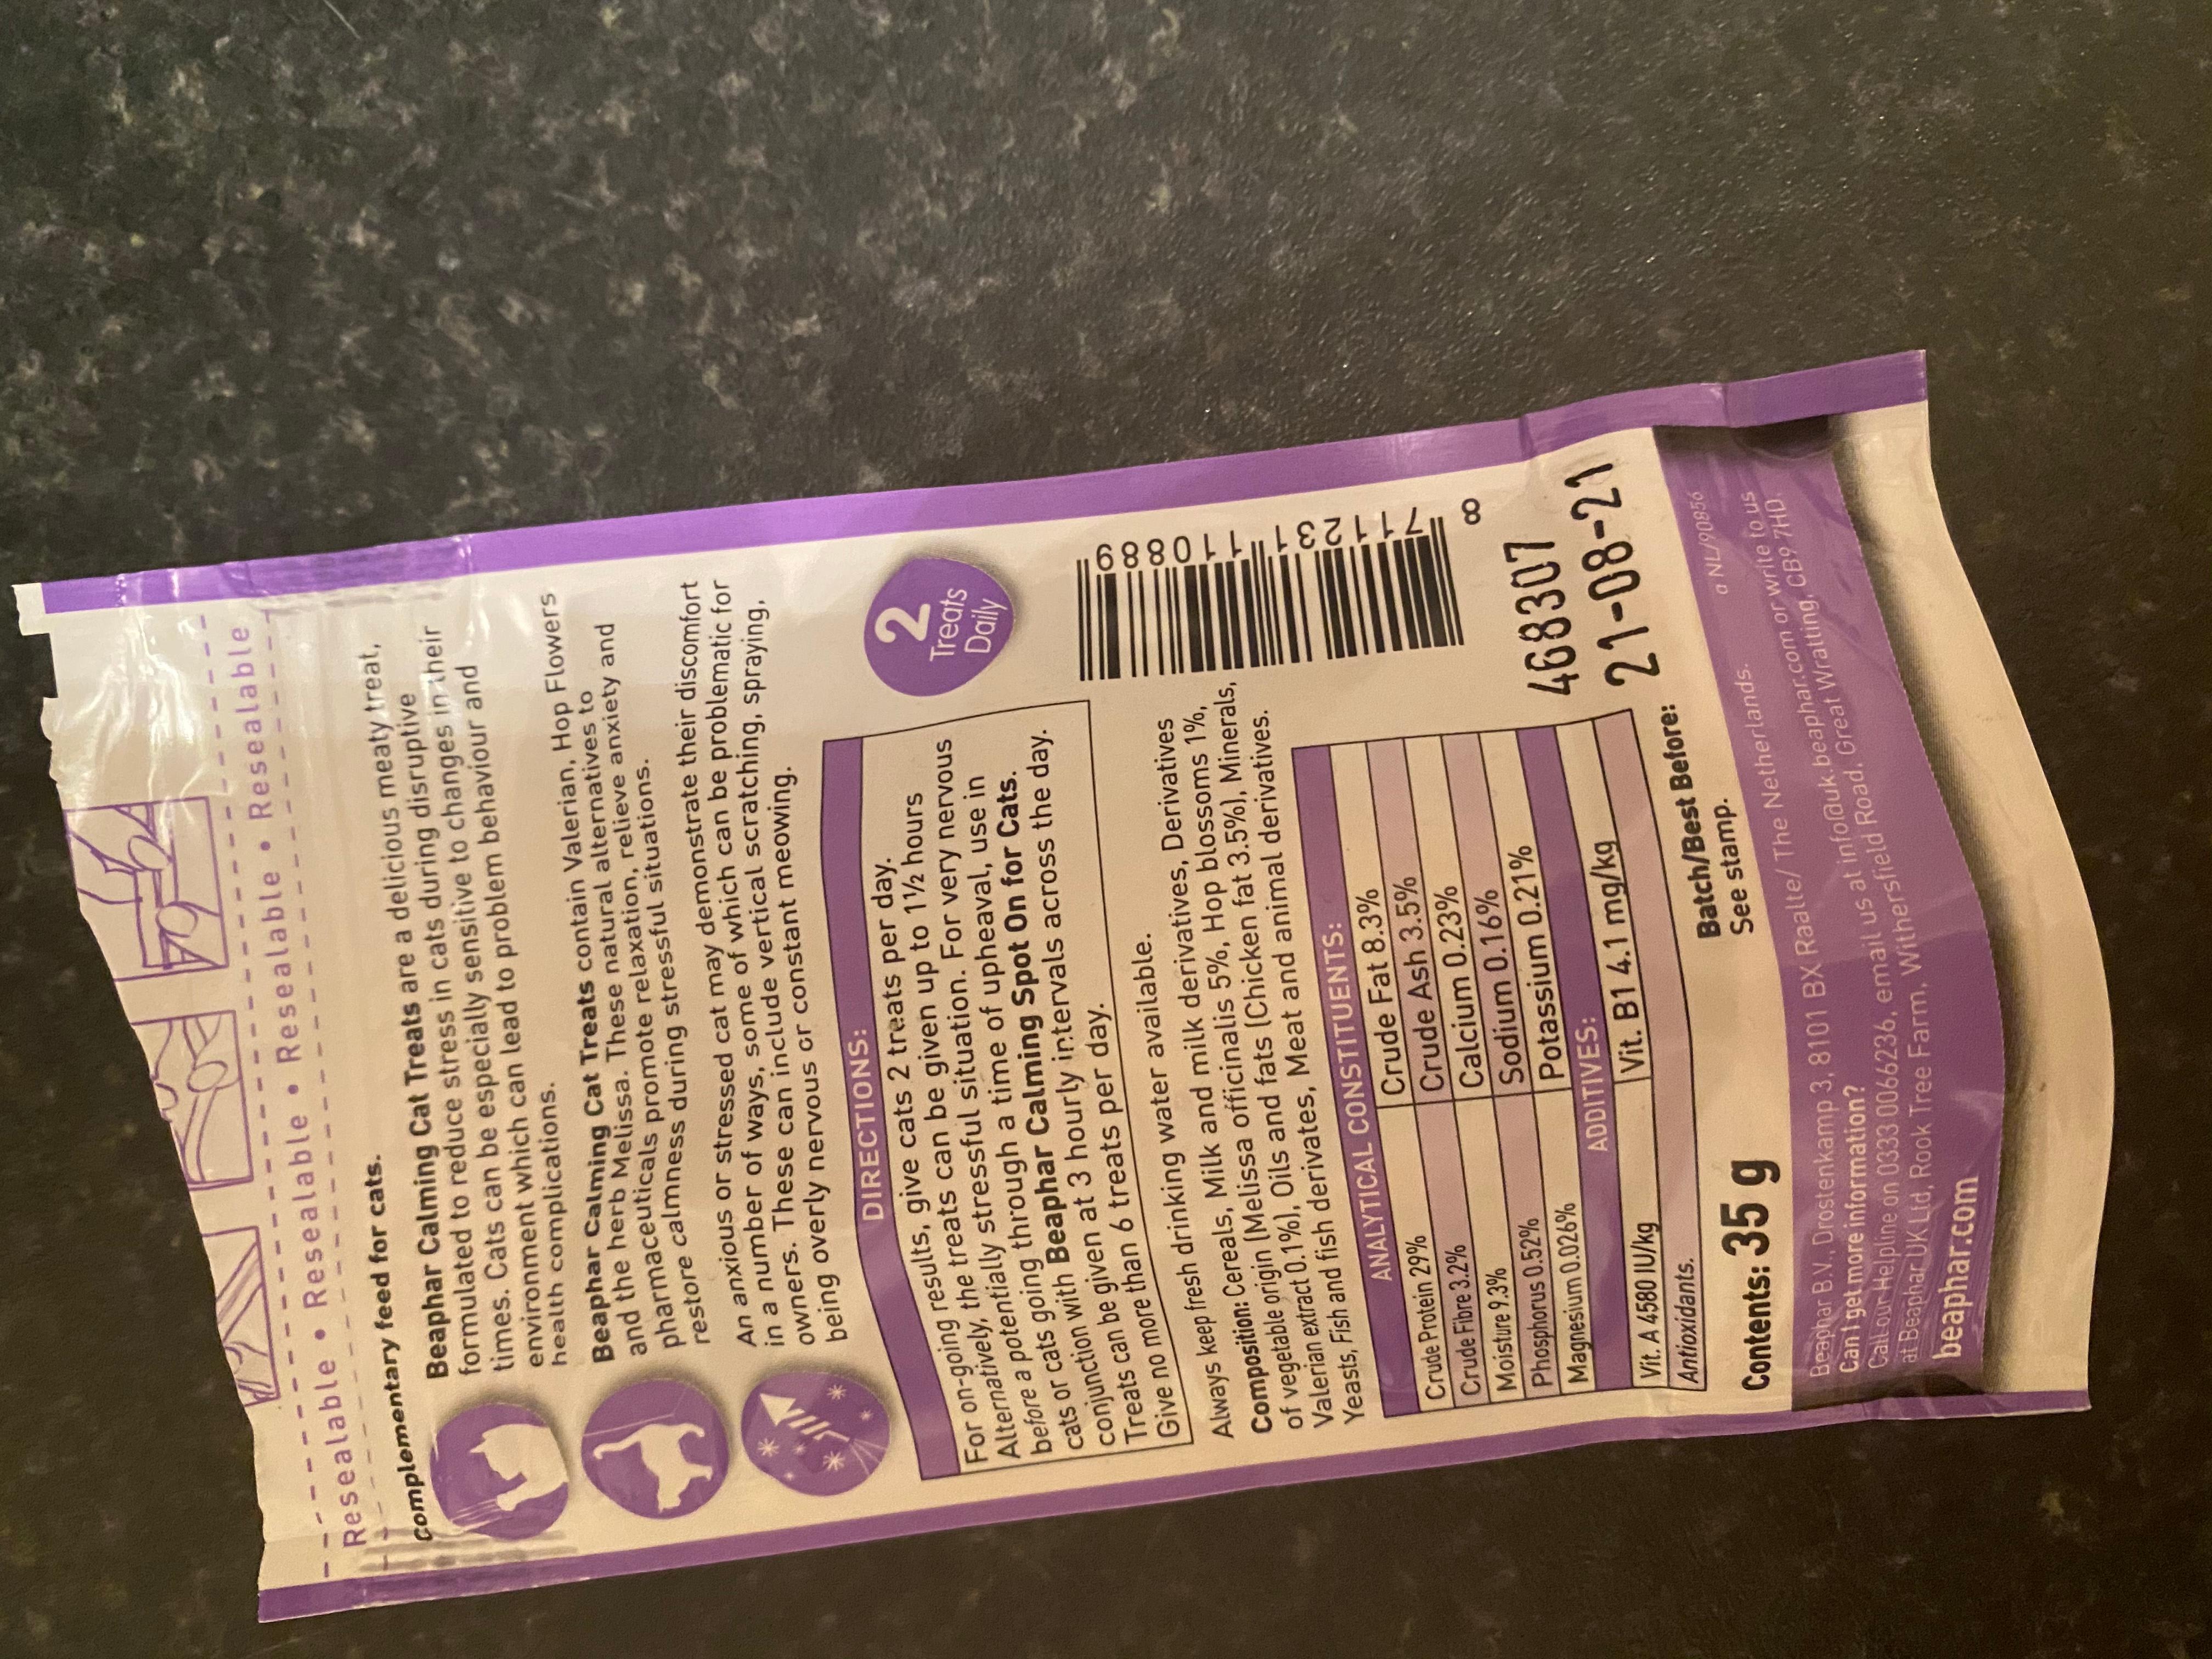 Resealable • Resealable • Resealable • Resealable
Complementary feed for cats.
Beaphar Calming Cat Treats are a delicious meaty treat,
formulated to reduce stress in cats during disruptive
times. Cats can be especially sensitive to changes in their
environment which can lead to problem behaviour and
health complications.
Beaphar Calming Cat Treats contain Valerian, Hop Flowers
and the herb Melissa. These natural alternatives to
pharmaceuticals promote relaxation, relieve anxiety and
restore calmness during stressful situations.
An anxious or stressed cat may demonstrate their discomfort
in a number of ways, some of which can be problematic for
owners. These can include vertical scratching, spraying,
being overly nervous or constant meowing.
DIRECTIONS:
For on-going results, give cats 2 treats per day.
Alternatively, the treats can be given up to 1½ hours
before a potentially stressful situation. For very nervous
cats or cats going through a time of upheaval, use in
conjunction with Beaphar Calming Spot On for Cats.
Treats can be given at 3 hourly intervals across the day.
Give no more than 6 treats per day.
2
Treats
Daily
Always keep fresh drinking water available.
Composition: Cereals, Milk and milk derivatives, Derivatives
of vegetable origin (Melissa officinalis 5%, Hop blossoms 1%,
Valerian extract 0.1%), Oils and fats (Chicken fat 3.5%), Minerals,
Yeasts, Fish and fish derivates, Meat and animal derivatives.
8 711231 110889
ANALYTICAL CONSTITUENTS:
Crude Protein 29% Crude Fat 8.3%
Crude Fibre 3.2% Crude Ash 3.5%
Moisture 9.3% Calcium 0.23%
Phosphorus 0.52% Sodium 0.16%
Magnesium 0.026% Potassium 0.21%
ADDITIVES:
Vit. A 4580 IU/kg Vit. B1 4.1 mg/kg
Antioxidants.
468307
21-08-21
Contents: 35 g
Batch/Best Before:
See stamp.
α NL/90856
Beaphar B.V., Drostenkamp 3, 8101 BX Raalte/ The Netherlands.
Can I get more information?
Call our Helpline on 0333 0066236, email us at info@uk.beaphar.com or write to us
at Beaphar UK Ltd, Rook Tree Farm, Withersfield Road, Great Wratting, CB9 7HD.
beaphar.com